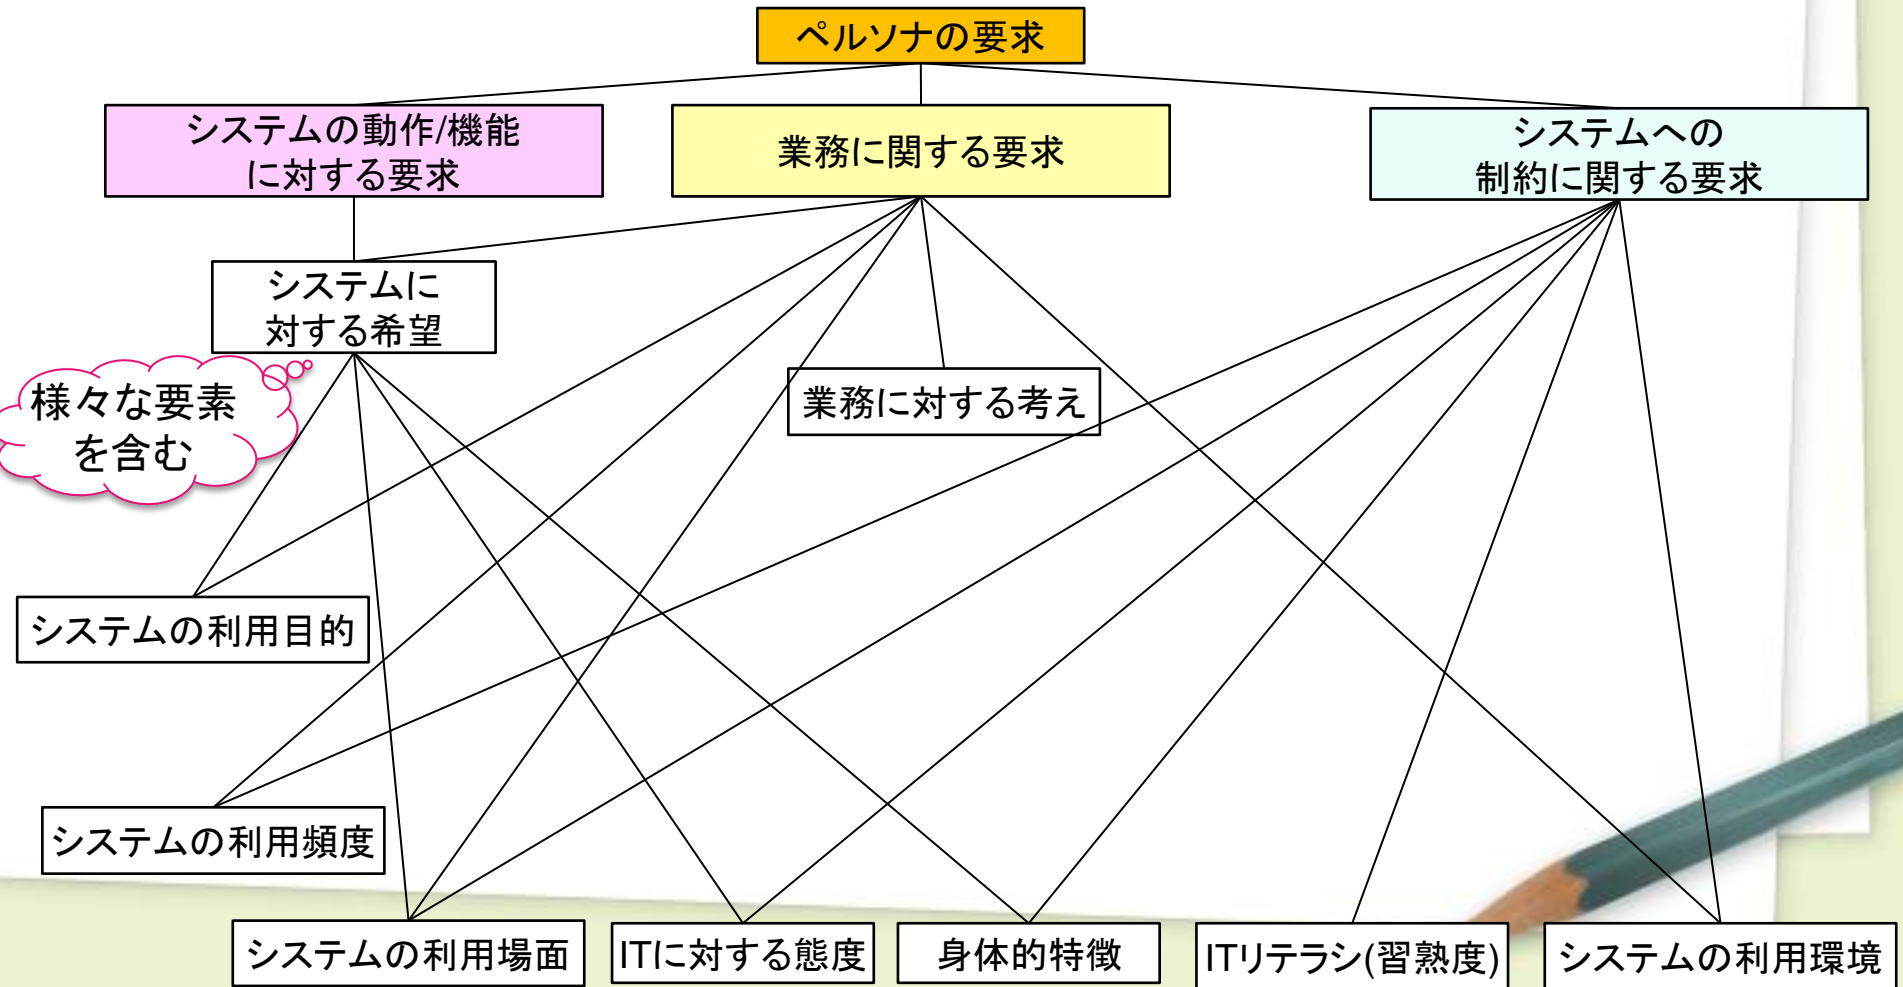 ペルソナの要求
システムの動作/機能
に対する要求
業務に関する要求
システムへの
制約に関する要求
システムに
対する希望
様々な要素
を含む
業務に対する考え
システムの利用目的
システムの利用頻度
システムの利用場面
ITに対する態度
身体的特徴
ITリテラシ(習熟度)
システムの利用環境